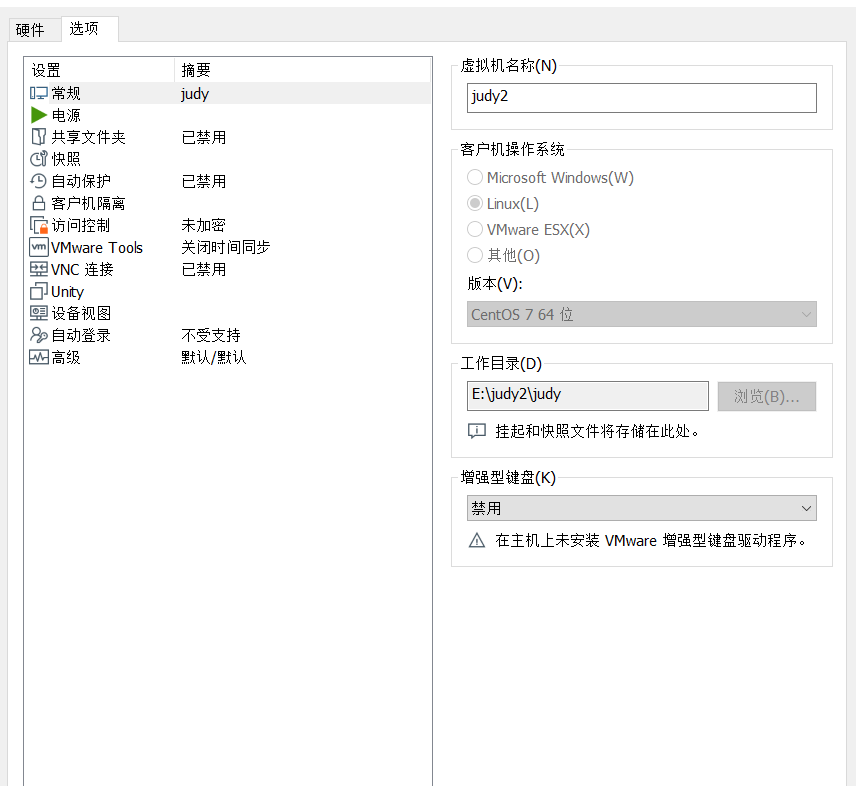 硬件 选项
设置 摘要
常规 judy
电源
共享文件夹 已禁用
快照
自动保护 已禁用
客户机隔离
访问控制 未加密
VMware Tools 关闭时间同步
VNC 连接 已禁用
Unity
设备视图
自动登录 不受支持
高级 默认/默认
虚拟机名称(N)
judy2
客户机操作系统
Microsoft Windows(W)
Linux(L)
VMware ESX(X)
其他(O)
版本(V):
CentOS 7 64 位
工作目录(D)
E:\judy2\judy 浏览(B)...
挂起和快照文件将存储在此处。
增强型键盘(K)
禁用
在主机上未安装 VMware 增强型键盘驱动程序。